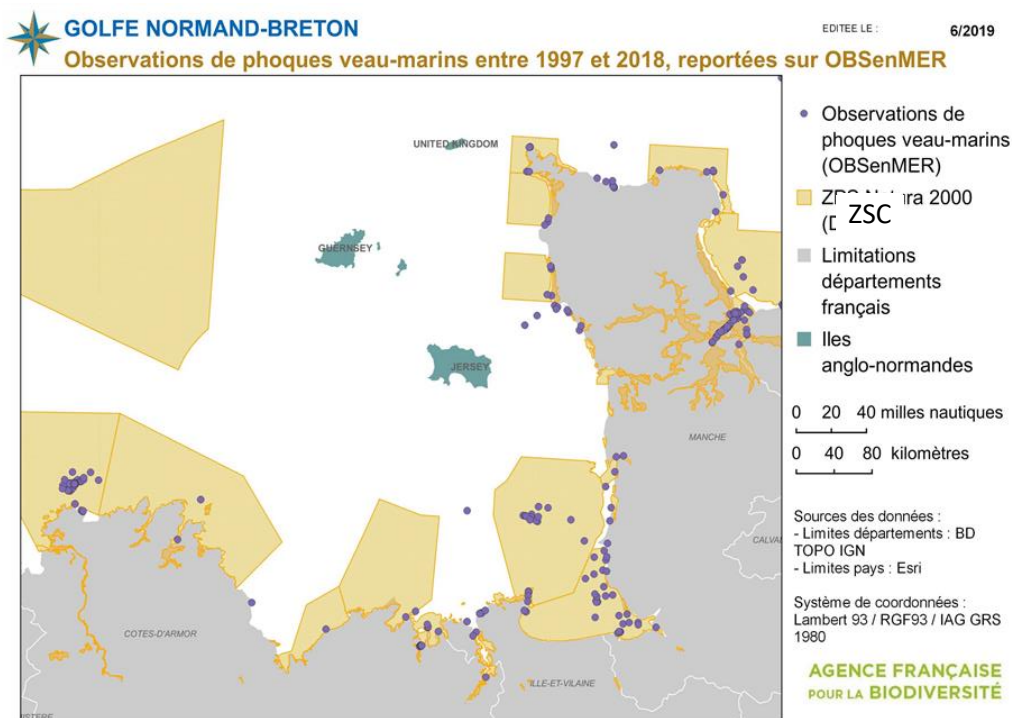 GOLFE NORMAND-BRETON
EDITEE LE :
6/2019
Observations de phoques veau-marins entre 1997 et 2018, reportées sur OBSenMER
UNITED KINGDOM
GUERNSEY
JERSEY
MANCHE
COTES-D'ARMOR
ILLE-ET-VILAINE
Observations de
phoques veau-marins
(OBSenMER)
2000
ZSC
Limitations
départements
français
Iles
anglo-normandes
0 20 40 milles nautiques
0 40 80 kilomètres
Sources des données :
- Limites départements : BD
TOPO IGN
- Limites pays : Esri
Système de coordonnées :
Lambert 93 / RGF93 / IAG GRS
1980
AGENCE FRANÇAISE
POUR LA BIODIVERSITÉ